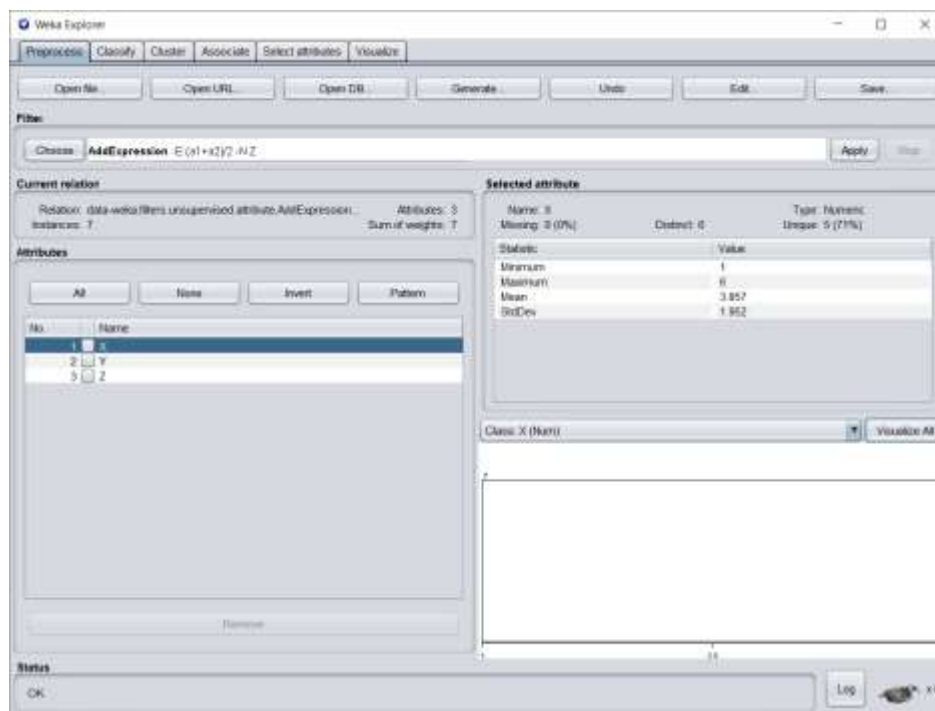 Weka Explorer
Preprocess Classify Cluster Associate Select attributes Visualize
Open file... Open URL... Open DB... Generate... Undo Edit... Save...
Filter
Choose AddExpression -E (a1+a2)/2 -N Z Apply Stop
Current relation
Relation: data-weka.filters.unsupervised.attribute.AddExpression... Attributes: 3
Instances: 7 Sum of weights: 7
Attributes
All None Invert Pattern
No. Name
1 X
2 Y
3 Z
Remove
Selected attribute
Name: X Type: Numeric
Missing: 0 (0%) Distinct: 6 Unique: 5 (71%)
Statistic Value
Minimum 1
Maximum 6
Mean 3.857
StdDev 1.952
Class: X (Num) Visualize All
Status
OK Log